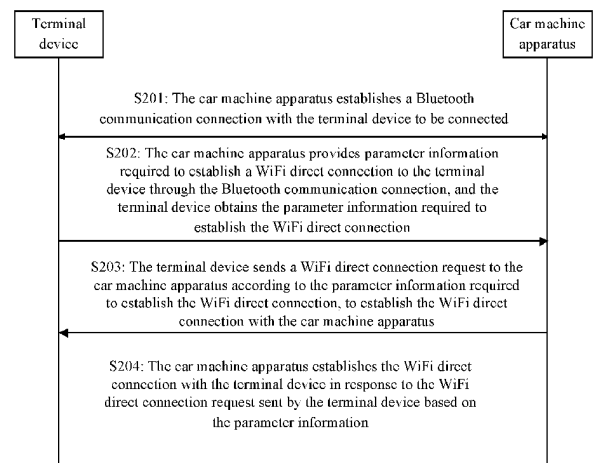 Terminal
device
Car machine
apparatus
S201: The car machine apparatus establishes a Bluetooth
communication connection with the terminal device to be connected
S202: The car machine apparatus provides parameter information
required to establish a WiFi direct connection to the terminal
device through the Bluetooth communication connection, and the
terminal device obtains the parameter information required to
establish the WiFi direct connection
S203: The terminal device sends a WiFi direct connection request to the
car machine apparatus according to the parameter information required
to establish the WiFi direct connection, to establish the WiFi direct
connection with the car machine apparatus
S204: The car machine apparatus establishes the WiFi direct
connection with the terminal device in response to the WiFi
direct connection request sent by the terminal device based on
the parameter information